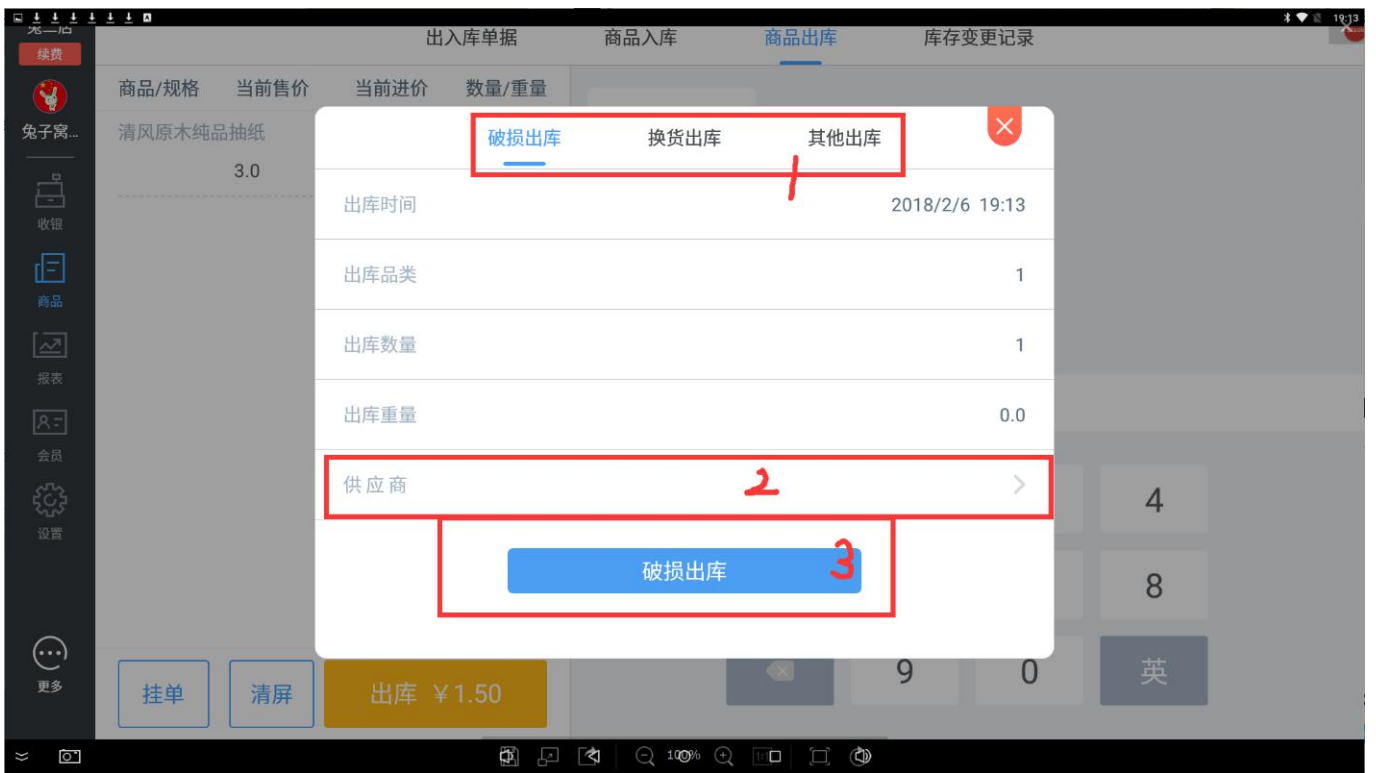 19:13
兔二店
续费
出入库单据 商品入库 商品出库 库存变更记录
商品/规格 当前售价 当前进价 数量/重量
兔子窝...
清风原木纯品抽纸
3.0
收银
商品
报表
会员
设置
更多
破损出库 换货出库 其他出库
1
出库时间 2018/2/6 19:13
出库品类 1
出库数量 1
出库重量 0.0
供应商 2
破损出库 3
4
8
9 0 英
挂单 清屏 出库 ¥1.50
100%
1:1